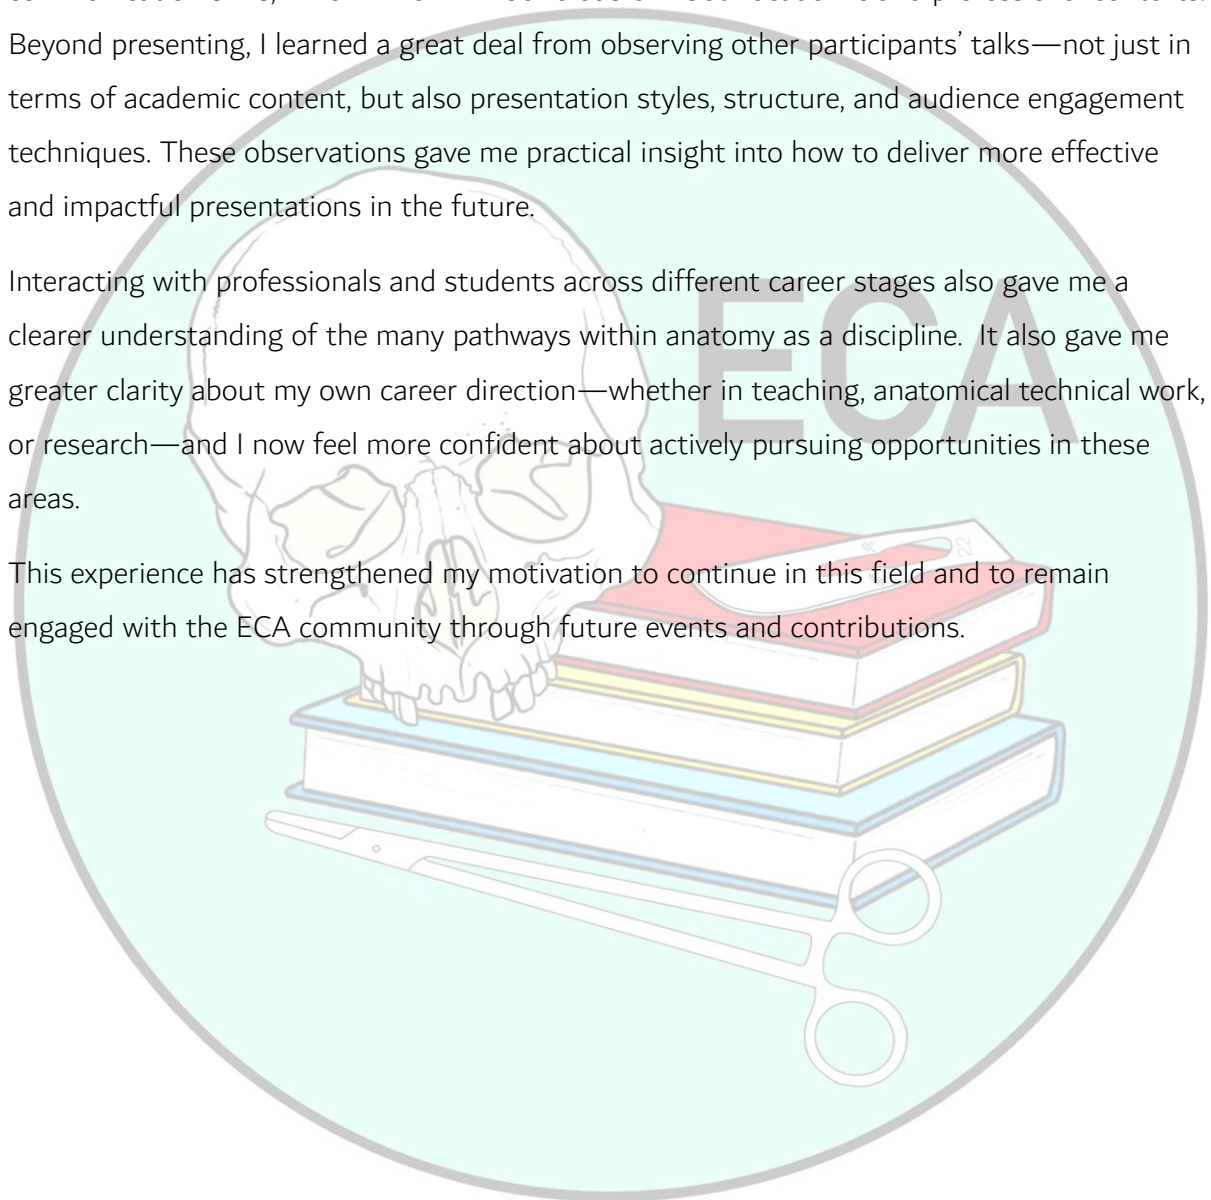 Beyond presenting, I learned a great deal from observing other participants’ talks—not just in
terms of academic content, but also presentation styles, structure, and audience engagement
techniques. These observations gave me practical insight into how to deliver more effective
and impactful presentations in the future.
Interacting with professionals and students across different career stages also gave me a
clearer understanding of the many pathways within anatomy as a discipline. It also gave me
greater clarity about my own career direction—whether in teaching, anatomical technical work,
or research—and I now feel more confident about actively pursuing opportunities in these
areas.
This experience has strengthened my motivation to continue in this field and to remain
engaged with the ECA community through future events and contributions.
ECA
22